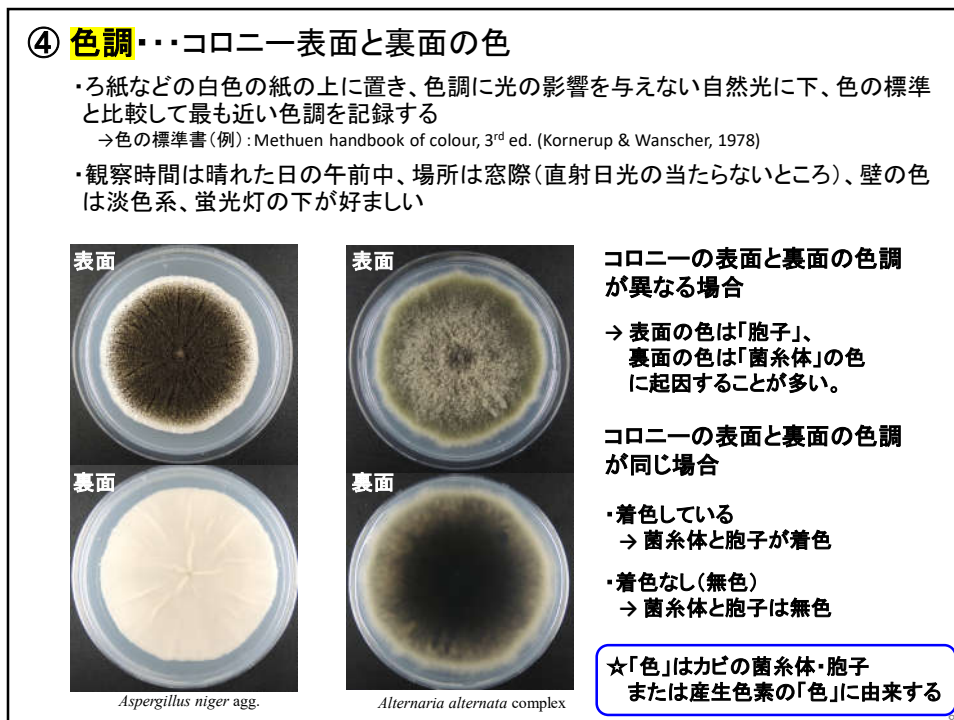 ④ 色調・・・コロニー表面と裏面の色
・ろ紙などの白色の紙の上に置き、色調に光の影響を与えない自然光に下、色の標準
と比較して最も近い色調を記録する
→色の標準書(例):Methuen handbook of colour, 3rd ed. (Kornerup & Wanscher, 1978)
・観察時間は晴れた日の午前中、場所は窓際(直射日光の当たらないところ)、壁の色
は淡色系、蛍光灯の下が好ましい
表面
表面
裏面
裏面
Aspergillus niger agg.
Alternaria alternata complex
コロニーの表面と裏面の色調
が異なる場合
→ 表面の色は「胞子」、
裏面の色は「菌糸体」の色
に起因することが多い。
コロニーの表面と裏面の色調
が同じ場合
・着色している
→ 菌糸体と胞子が着色
・着色なし(無色)
→ 菌糸体と胞子は無色
☆「色」はカビの菌糸体・胞子
または産生色素の「色」に由来する